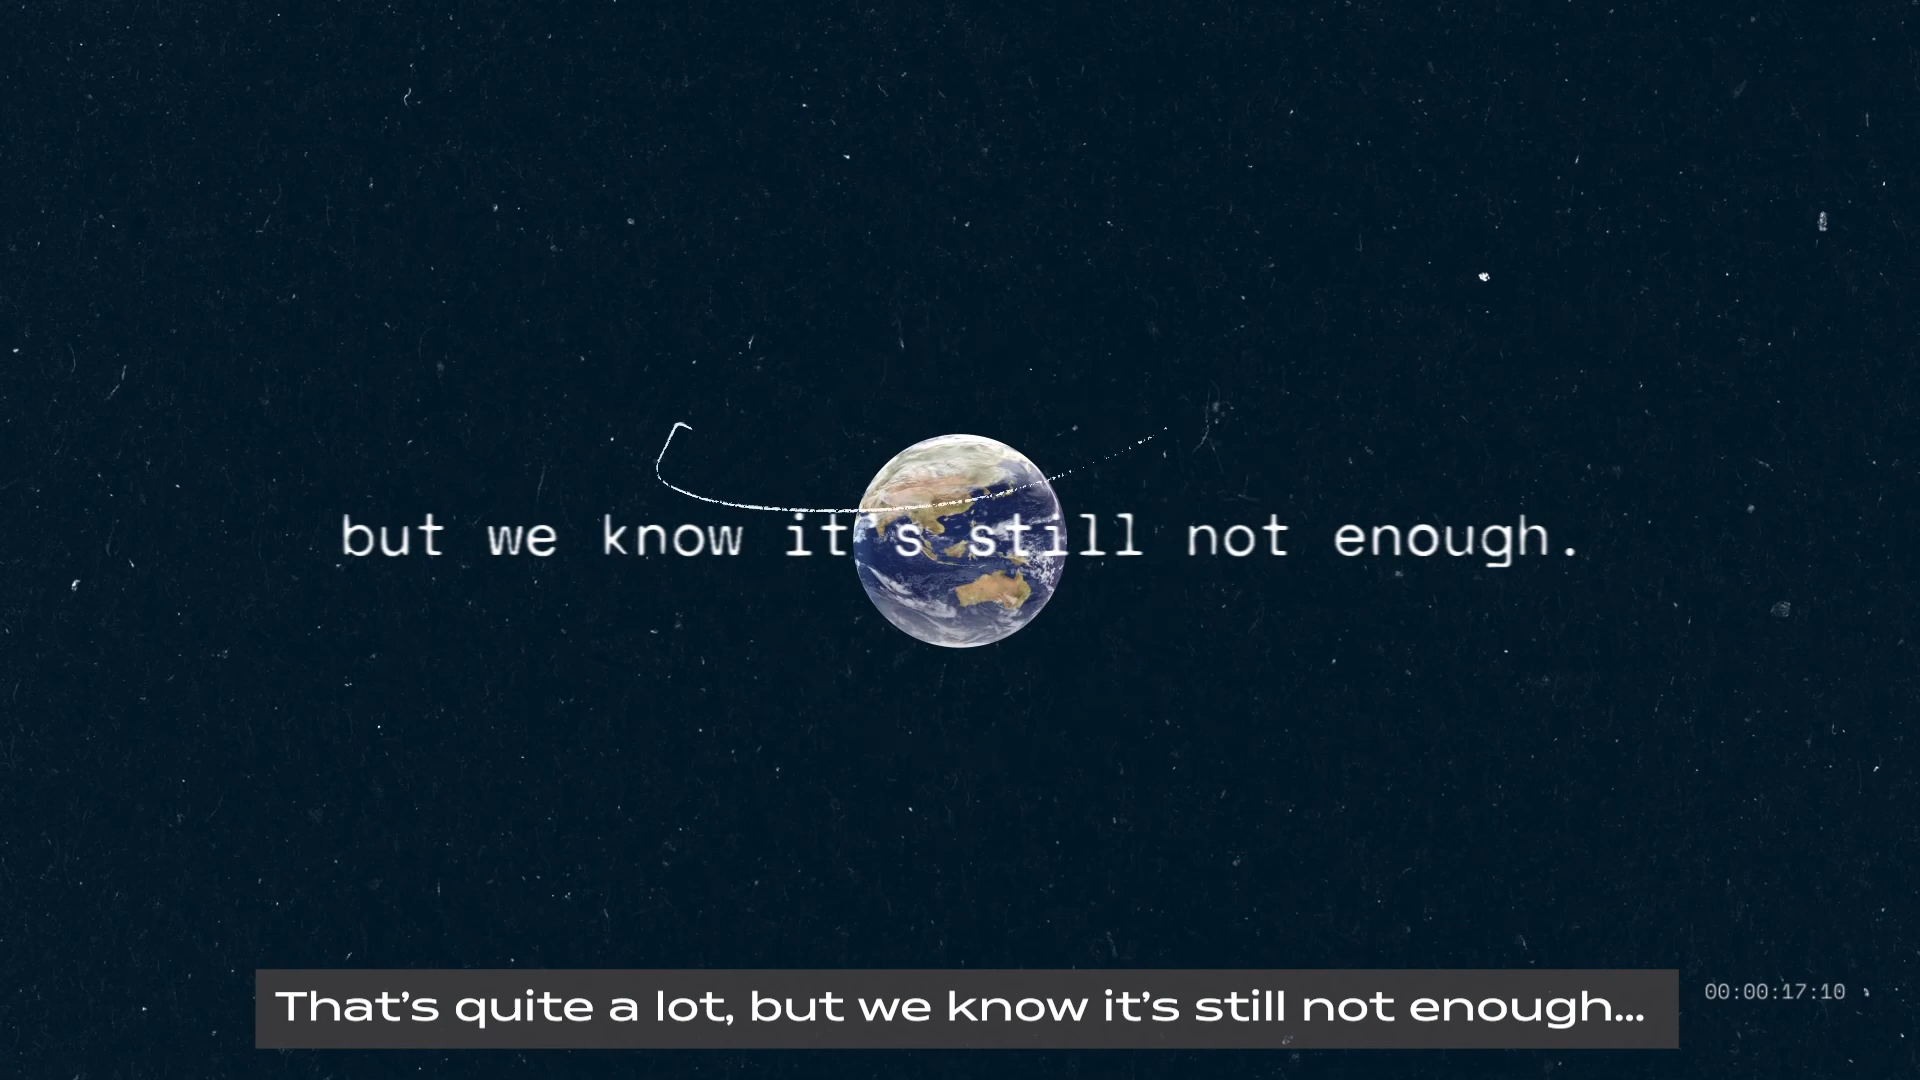 but we know it's still not enough.
That’s quite a lot, but we know it’s still not enough...
00:00:17:10